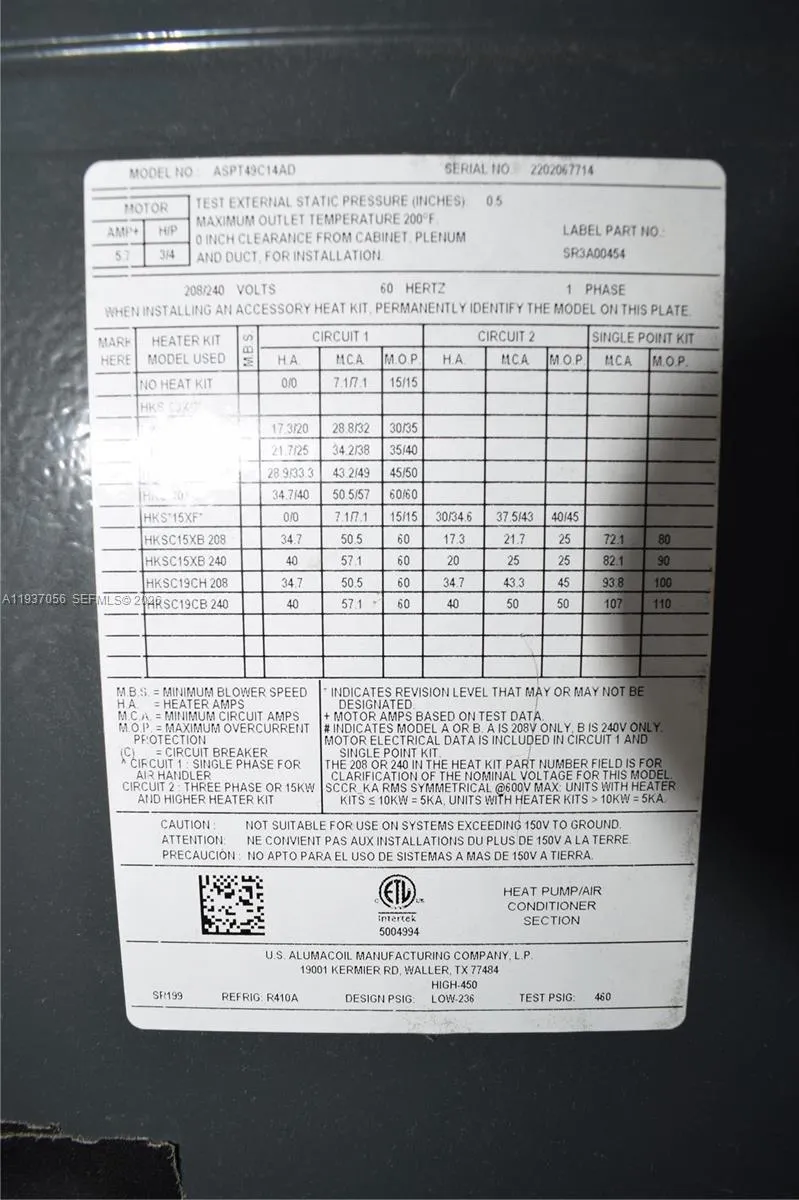 MODEL NO. ASPT49C14AD SERIAL NO. 2202067714
MOTOR
AMP+ H/P
5.7 3/4
TEST EXTERNAL STATIC PRESSURE (INCHES): 0.5
MAXIMUM OUTLET TEMPERATURE 200°F.
0 INCH CLEARANCE FROM CABINET, PLENUM
AND DUCT, FOR INSTALLATION.
LABEL PART NO.:
SR3A00454
208/240 VOLTS 60 HERTZ 1 PHASE
WHEN INSTALLING AN ACCESSORY HEAT KIT, PERMANENTLY IDENTIFY THE MODEL ON THIS PLATE.
MARK HERE HEATER KIT MODEL USED M.B.S. CIRCUIT 1 CIRCUIT 2 SINGLE POINT KIT
H.A. M.C.A. M.O.P. H.A. M.C.A. M.O.P. M.C.A. M.O.P.
NO HEAT KIT 0/0 7.1/7.1 15/15
17.3/20 28.8/32 30/35
21.7/25 34.2/38 35/40
28.9/33.3 43.2/49 45/50
34.7/40 50.5/57 60/60
HKS*15XF* 0/0 7.1/7.1 15/15 30/34.6 37.5/43 40/45
HKSC15XB 208 34.7 50.5 60 17.3 21.7 25 72.1 80
HKSC15XB 240 40 57.1 60 20 25 25 82.1 90
HKSC19CH 208 34.7 50.5 60 34.7 43.3 45 93.8 100
HKSC19CB 240 40 57.1 60 40 50 50 107 110
M.B.S. = MINIMUM BLOWER SPEED
H.A. = HEATER AMPS
M.C.A. = MINIMUM CIRCUIT AMPS
M.O.P. = MAXIMUM OVERCURRENT
PROTECTION
(C) = CIRCUIT BREAKER
^ CIRCUIT 1 : SINGLE PHASE FOR
AIR HANDLER
CIRCUIT 2 : THREE PHASE OR 15KW
AND HIGHER HEATER KIT
* INDICATES REVISION LEVEL THAT MAY OR MAY NOT BE
DESIGNATED.
+ MOTOR AMPS BASED ON TEST DATA.
# INDICATES MODEL A OR B. A IS 208V ONLY, B IS 240V ONLY.
MOTOR ELECTRICAL DATA IS INCLUDED IN CIRCUIT 1 AND
SINGLE POINT KIT.
THE 208 OR 240 IN THE HEAT KIT PART NUMBER FIELD IS FOR
CLARIFICATION OF THE NOMINAL VOLTAGE FOR THIS MODEL.
SCCR_KA RMS SYMMETRICAL @600V MAX: UNITS WITH HEATER
KITS ≤ 10KW = 5KA, UNITS WITH HEATER KITS > 10KW = 5KA.
CAUTION : NOT SUITABLE FOR USE ON SYSTEMS EXCEEDING 150V TO GROUND.
ATTENTION: NE CONVIENT PAS AUX INSTALLATIONS DU PLUS DE 150V A LA TERRE.
PRECAUCIÓN : NO APTO PARA EL USO DE SISTEMAS A MAS DE 150V A TIERRA.
C ETL US
Intertek
5004994
HEAT PUMP/AIR
CONDITIONER
SECTION
U.S. ALUMACOIL MANUFACTURING COMPANY, L.P.
19001 KERMIER RD, WALLER, TX 77484
HIGH-450
SR199 REFRIG: R410A DESIGN PSIG: LOW-236 TEST PSIG: 460
A11937056 SEFMLS©